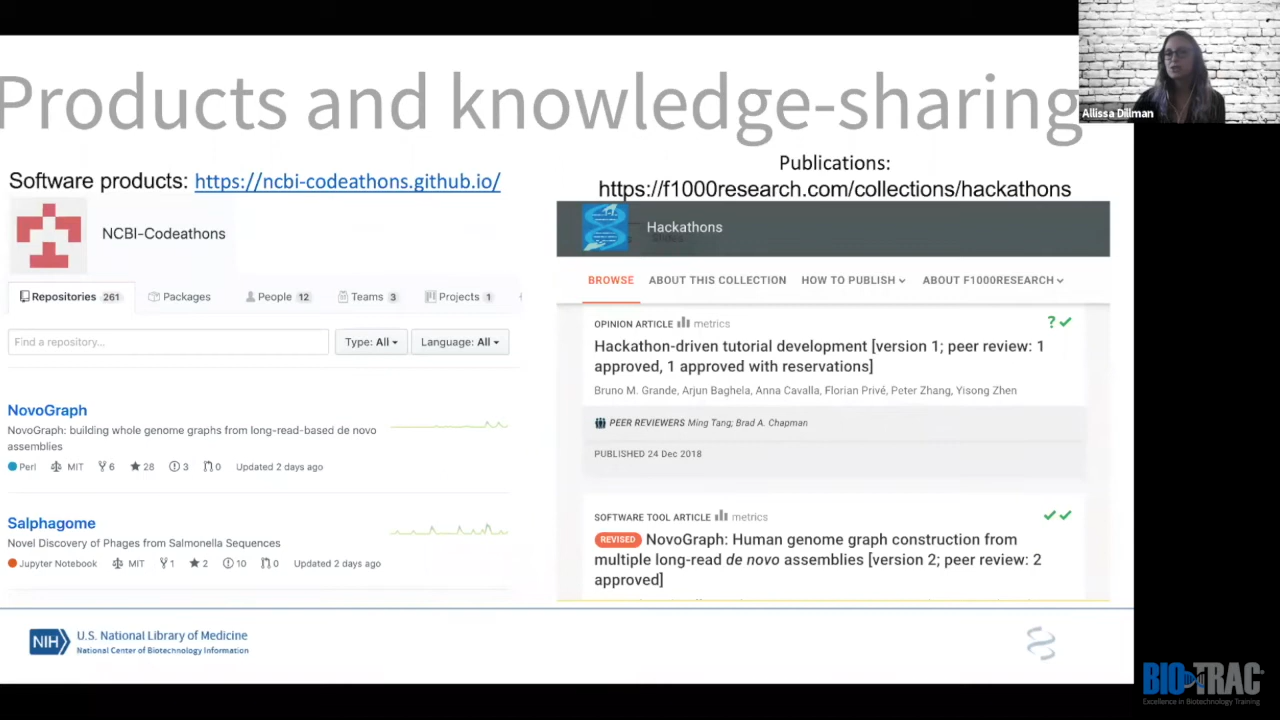 Products and knowledge-sharing
Allissa Dillman
Software products: https://ncbi-codeathons.github.io/
NCBI-Codeathons
Repositories 261
Packages
People 12
Teams 3
Projects 1
Find a repository...
Type: All
Language: All
NovoGraph
NovoGraph: building whole genome graphs from long-read-based de novo
assemblies
Perl MIT 6 28 3 0 Updated 2 days ago
Salphagome
Novel Discovery of Phages from Salmonella Sequences
Jupyter Notebook MIT 1 2 10 0 Updated 2 days ago
Publications:
https://f1000research.com/collections/hackathons
Hackathons
BROWSE ABOUT THIS COLLECTION HOW TO PUBLISH ABOUT F1000RESEARCH
OPINION ARTICLE metrics
?
Hackathon-driven tutorial development [version 1; peer review: 1
approved, 1 approved with reservations]
Bruno M. Grande, Arjun Baghela, Anna Cavalla, Florian Privé, Peter Zhang, Yisong Zhen
PEER REVIEWERS Ming Tang; Brad A. Chapman
PUBLISHED 24 Dec 2018
SOFTWARE TOOL ARTICLE metrics
REVISED NovoGraph: Human genome graph construction from
multiple long-read de novo assemblies [version 2; peer review: 2
approved]
NIH U.S. National Library of Medicine
National Center of Biotechnology Information
BIO-TRAC
Excellence in Biotechnology Training